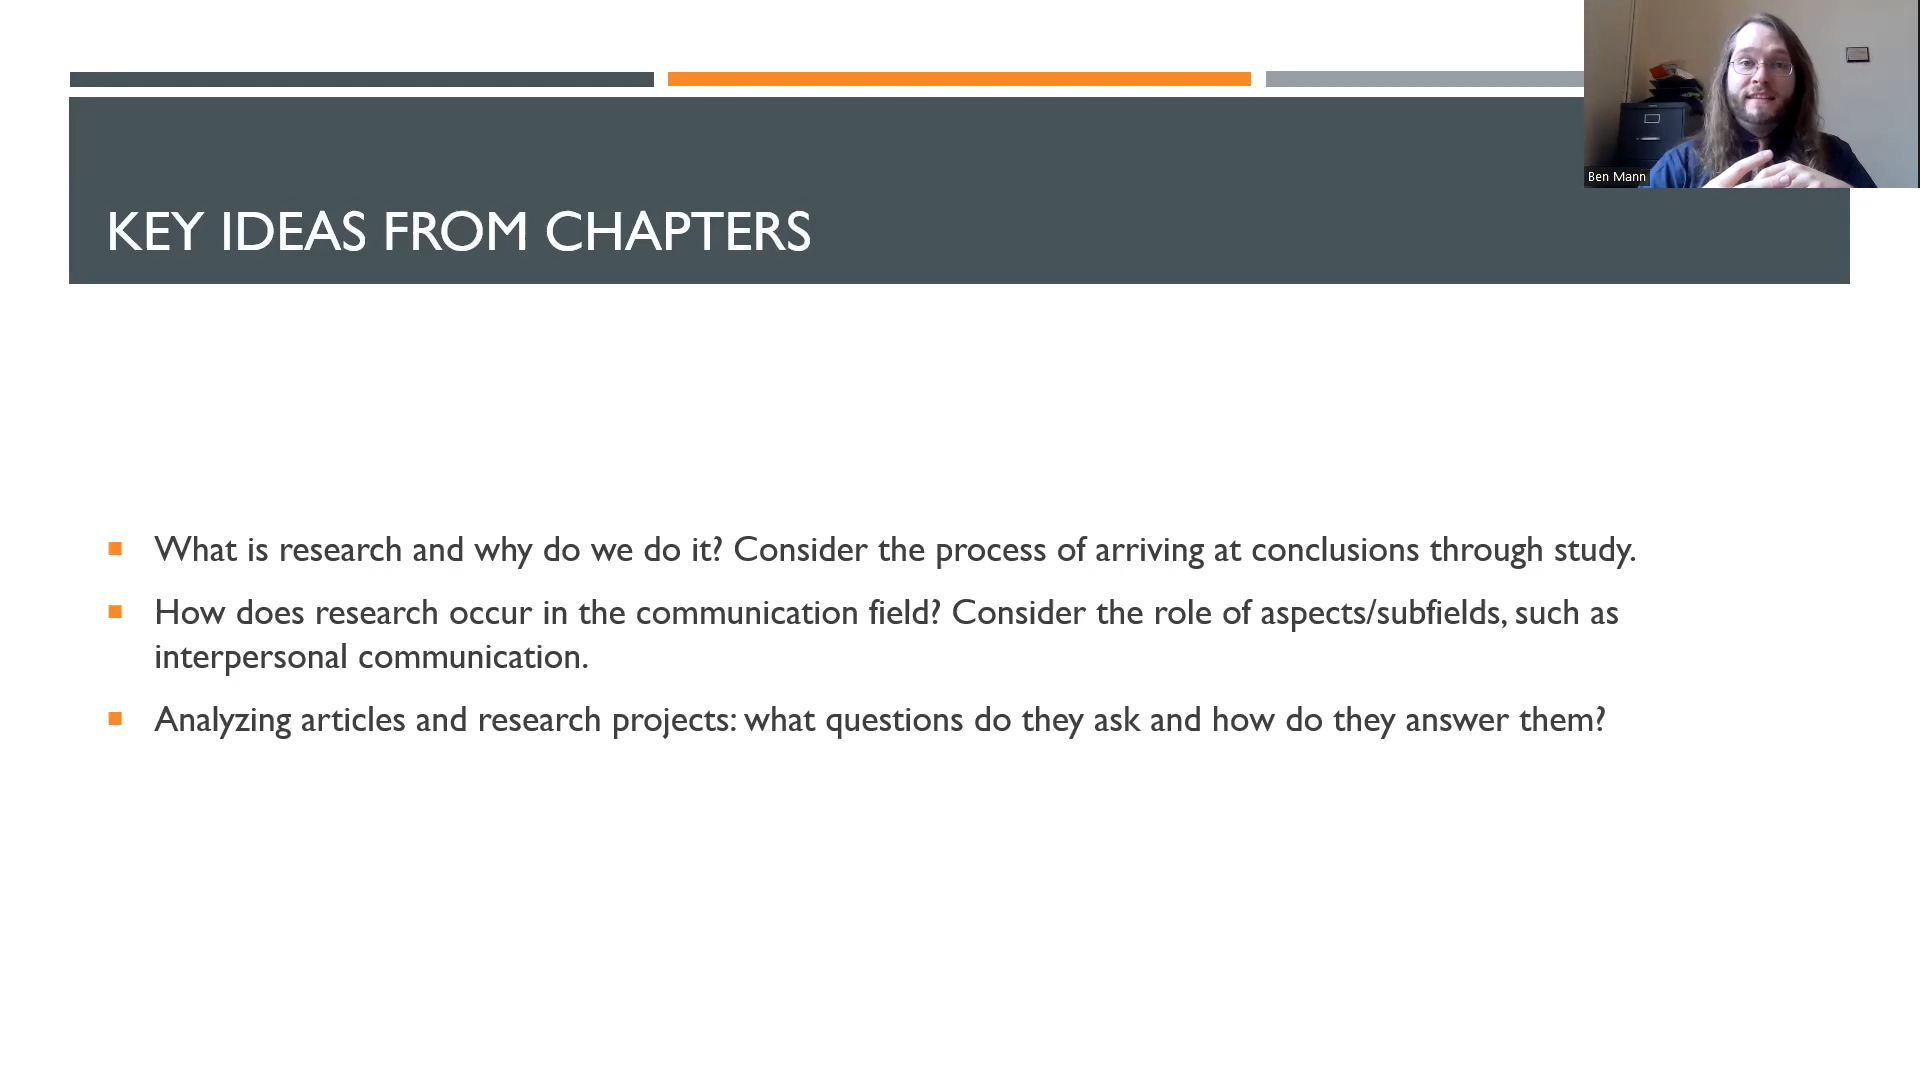 Ben Mann
KEY IDEAS FROM CHAPTERS
What is research and why do we do it? Consider the process of arriving at conclusions through study.
How does research occur in the communication field? Consider the role of aspects/subfields, such as
interpersonal communication.
Analyzing articles and research projects: what questions do they ask and how do they answer them?